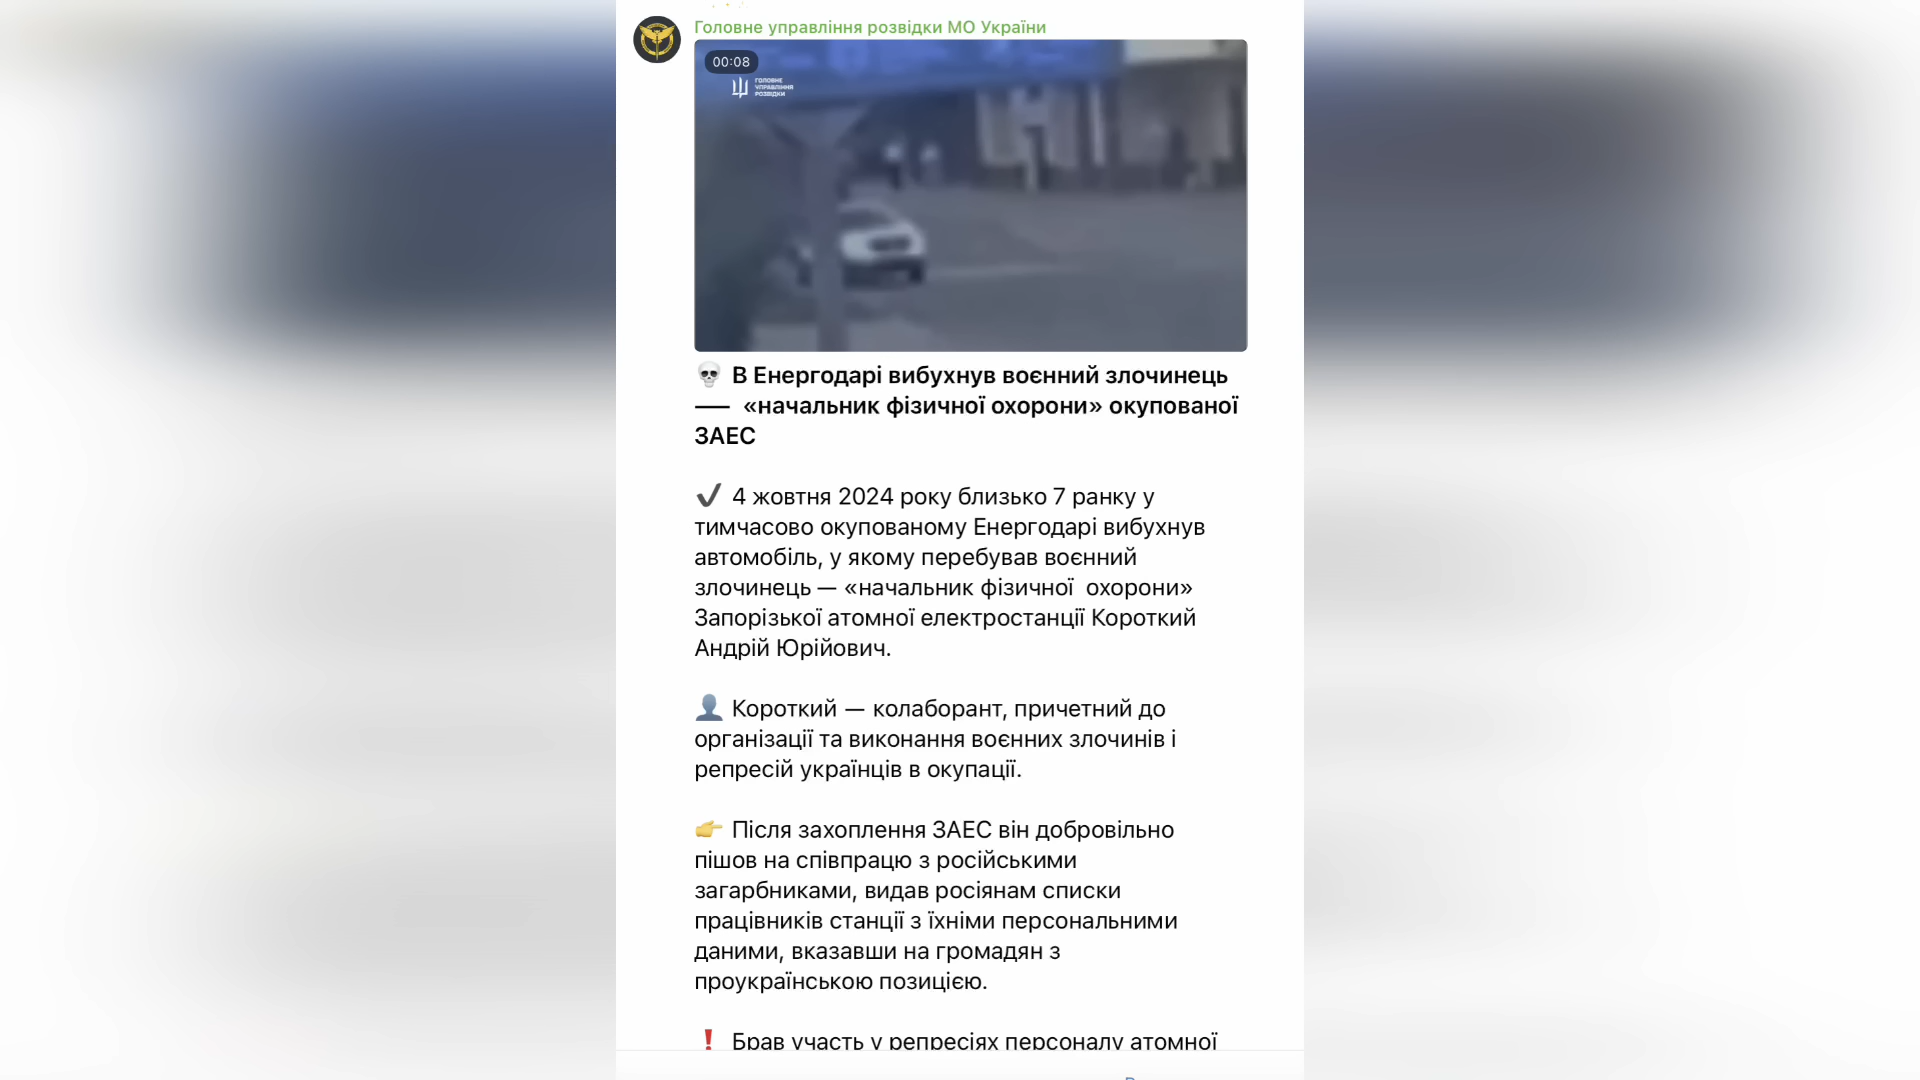 Головне управління розвідки МО України
00:08
ГОЛОВНЕ
УПРАВЛІННЯ
РОЗВІДКИ
В Енергодарі вибухнув воєнний злочинець
— «начальник фізичної охорони» окупованої
ЗАЕС
4 жовтня 2024 року близько 7 ранку у
тимчасово окупованому Енергодарі вибухнув
автомобіль, у якому перебував воєнний
злочинець — «начальник фізичної охорони»
Запорізької атомної електростанції Короткий
Андрій Юрійович.
Короткий — колаборант, причетний до
організації та виконання воєнних злочинів і
репресій українців в окупації.
Після захоплення ЗАЕС він добровільно
пішов на співпрацю з російськими
загарбниками, видав росіянам списки
працівників станції з їхніми персональними
даними, вказавши на громадян з
проукраїнською позицією.
Брав участь у репресіях персоналу атомної